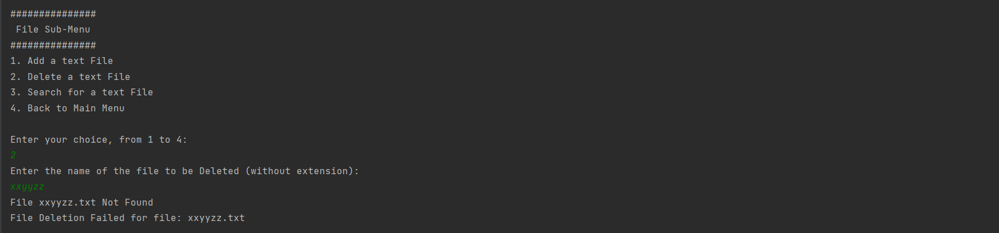 ###############
 File Sub-Menu
###############
1. Add a text File
2. Delete a text File
3. Search for a text File
4. Back to Main Menu

Enter your choice, from 1 to 4:
2
Enter the name of the file to be Deleted (without extension):
xxyyzz
File xxyyzz.txt Not Found
File Deletion Failed for file: xxyyzz.txt